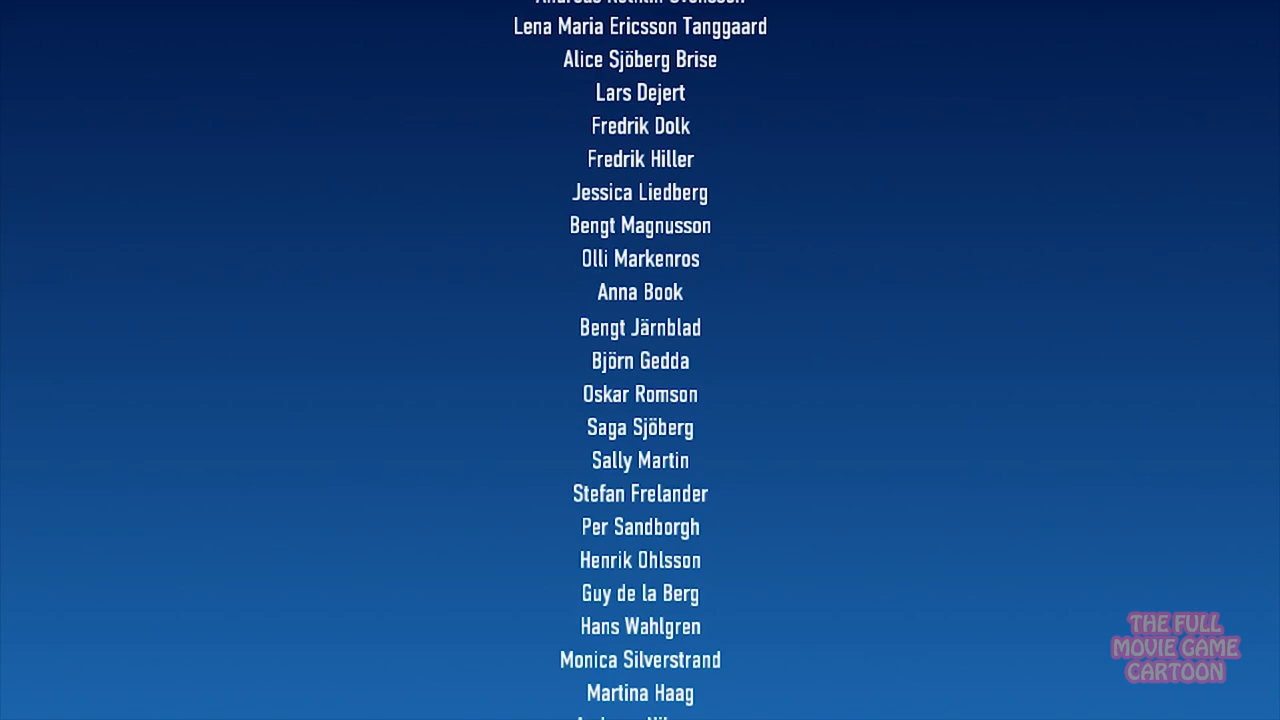 Lena Maria Ericsson Tanggaard
Alice Sjöberg Brise
Lars Dejert
Fredrik Dolk
Fredrik Hiller
Jessica Liedberg
Bengt Magnusson
Olli Markenros
Anna Book
Bengt Järnblad
Björn Gedda
Oskar Romson
Saga Sjöberg
Sally Martin
Stefan Frelander
Per Sandborgh
Henrik Ohlsson
Guy de la Berg
Hans Wahlgren
Monica Silverstrand
Martina Haag
THE FULL
MOVIE GAME
CARTOON